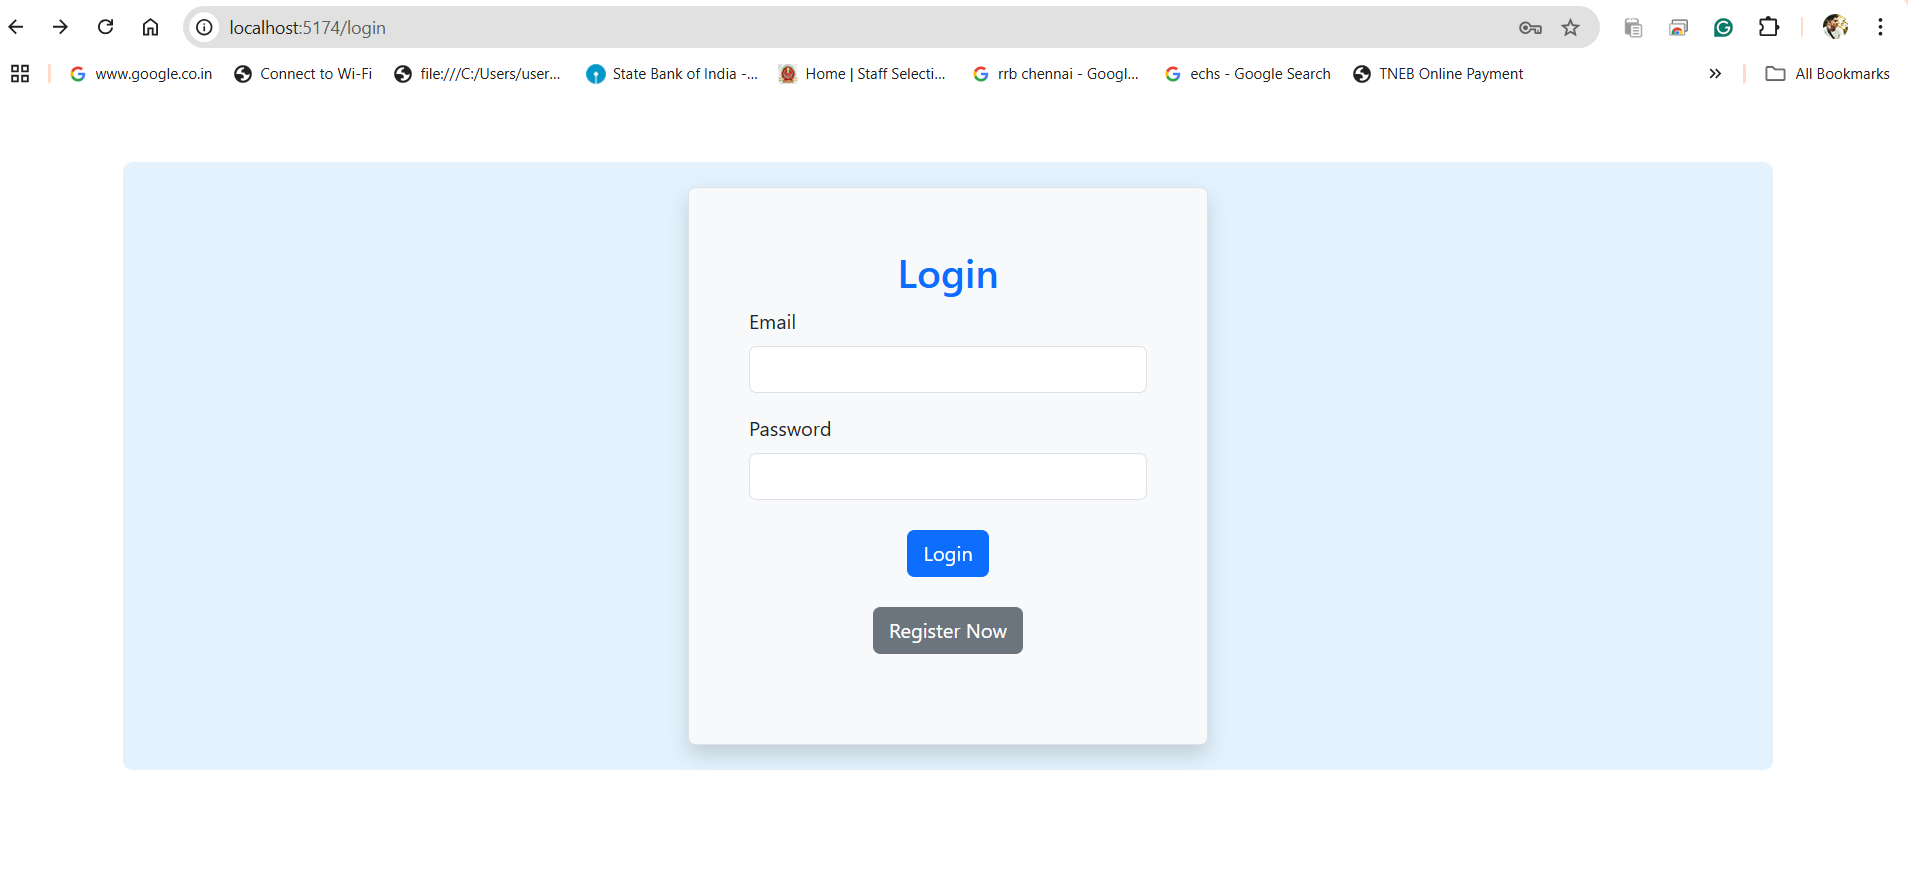 localhost:5174/login
www.google.co.in Connect to Wi-Fi file:///C:/Users/user... State Bank of India -... Home | Staff Selecti... rrb chennai - Googl... echs - Google Search TNEB Online Payment All Bookmarks
Login
Email
Password
Login
Register Now